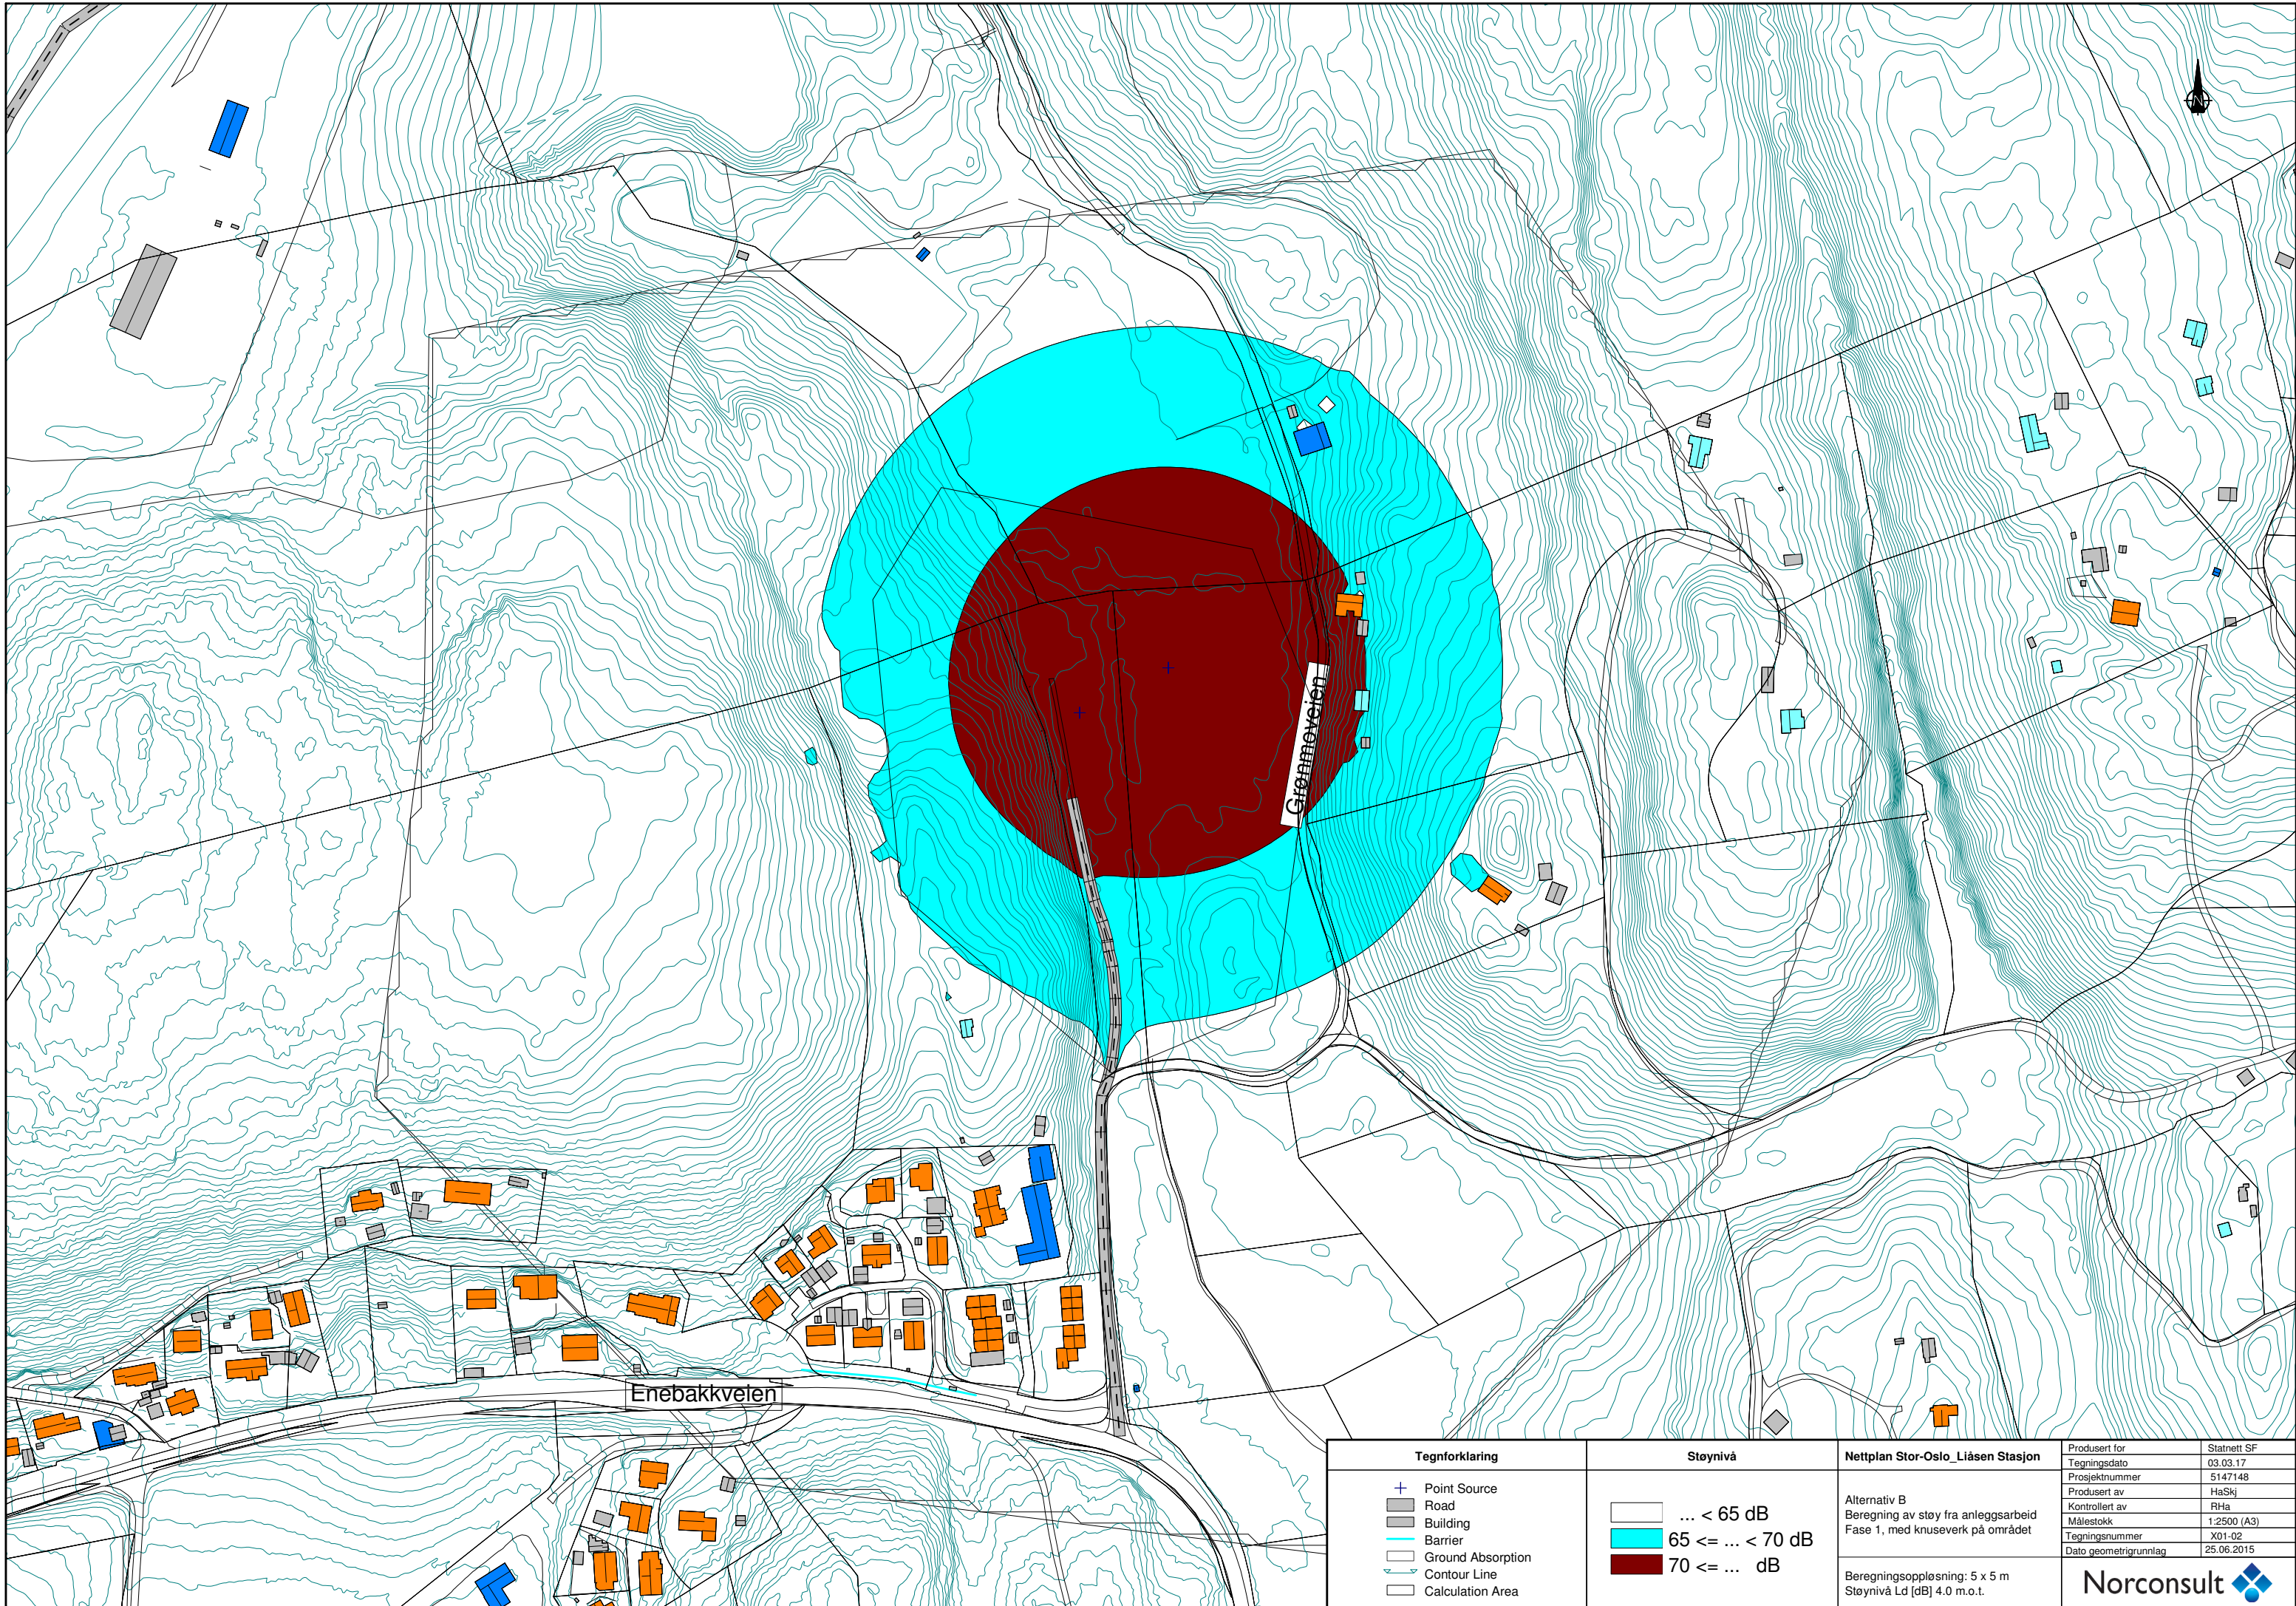 N
Grønmoveien
Enebakkveien
Tegnforklaring
Point Source
Road
Building
Barrier
Ground Absorption
Contour Line
Calculation Area
Støynivå
... < 65 dB
65 <= ... < 70 dB
70 <= ... dB
Nettplan Stor-Oslo_Liåsen Stasjon
Alternativ B
Beregning av støy fra anleggsarbeid
Fase 1, med knuseverk på området
Beregningsoppløsning: 5 x 5 m
Støynivå Ld [dB] 4.0 m.o.t.
Produsert for Statnett SF
Tegningsdato 03.03.17
Prosjektnummer 5147148
Produsert av HaSkj
Kontrollert av RHa
Målestokk 1:2500 (A3)
Tegningsnummer X01-02
Dato geometrigrunnlag 25.06.2015
Norconsult